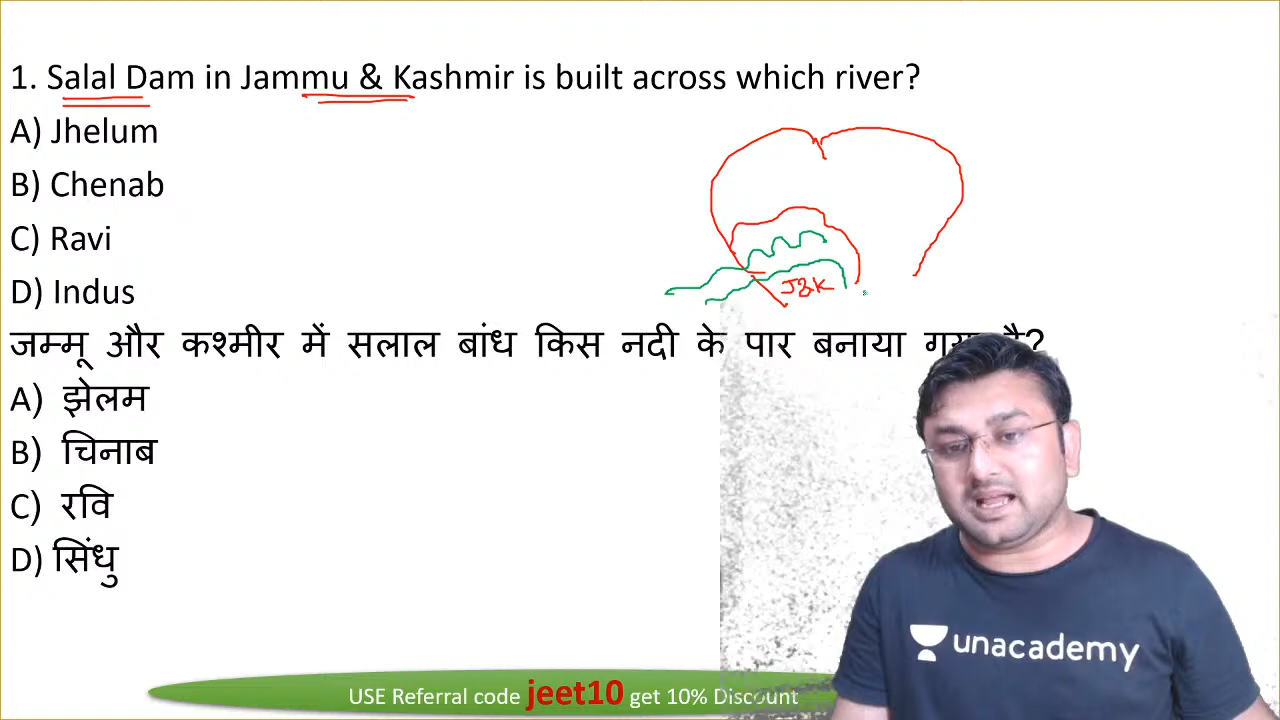 1. Salal Dam in Jammu & Kashmir is built across which river?
A) Jhelum
B) Chenab
C) Ravi
D) Indus
J&K
जम्मू और कश्मीर में सलाल बांध किस नदी के पार बनाया है?
A) झेलम
B) चिनाब
C) रवि
D) सिंधु
unacademy
USE Referral code jeet10 get 10% Discount